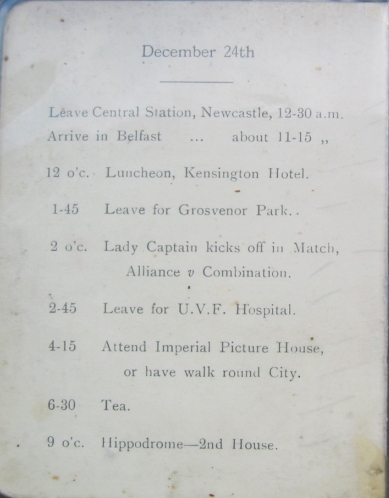 December 24th
Leave Central Station, Newcastle, 12-30 a.m.
Arrive in Belfast ... about 11-15 „
12 o'c. Luncheon, Kensington Hotel.
1-45 Leave for Grosvenor Park.
2 o'c. Lady Captain kicks off in Match,
Alliance v Combination.
2-45 Leave for U.V.F. Hospital.
4-15 Attend Imperial Picture House,
or have walk round City.
6-30 Tea.
9 o'c. Hippodrome—2nd House.